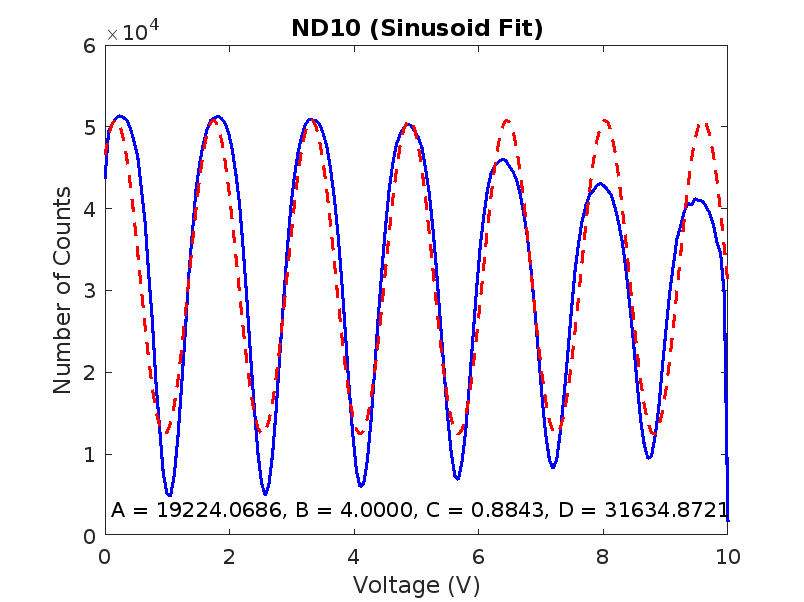 ND10 (Sinusoid Fit)
×10^4
6
5
4
3
2
1
0
Number of Counts
A = 19224.0686, B = 4.0000, C = 0.8843, D = 31634.8721
0 2 4 6 8 10
Voltage (V)